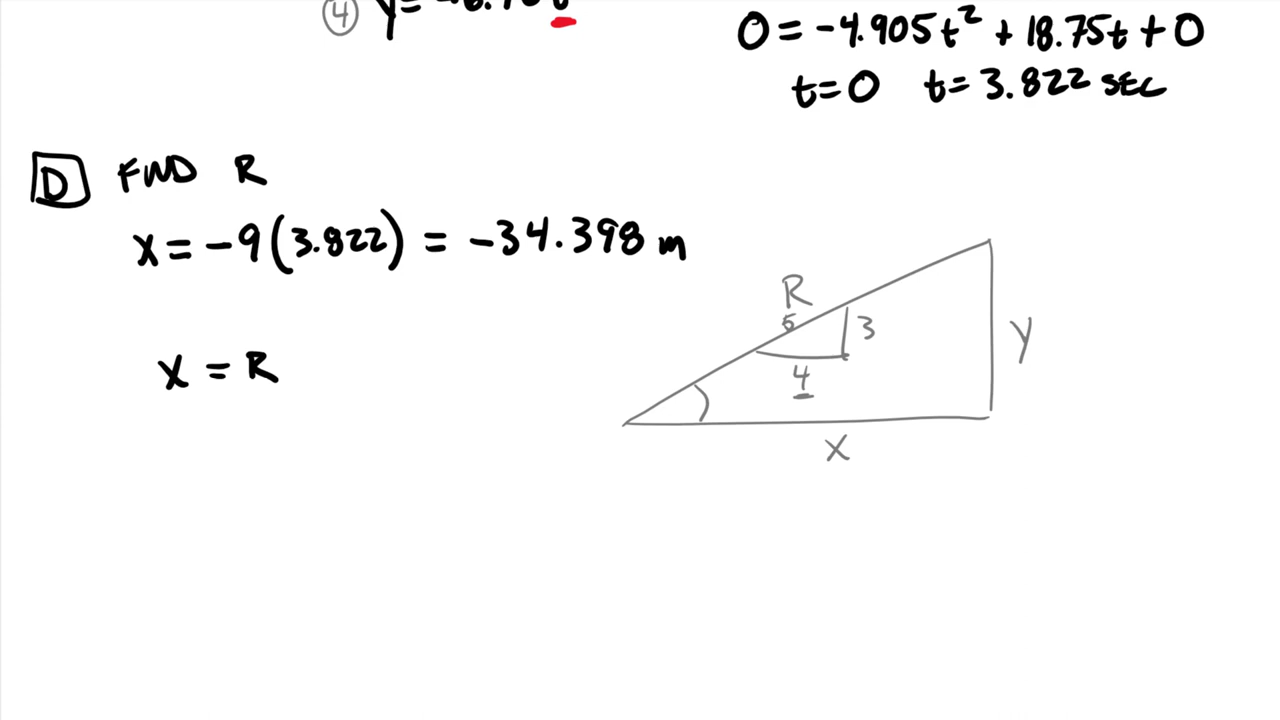 ④ y=
0 = -4.905t² + 18.75t + 0
t=0 t= 3.822 SEC
D FIND R
x = -9(3.822) = -34.398 m
x = R
R
5
3
4
y
x